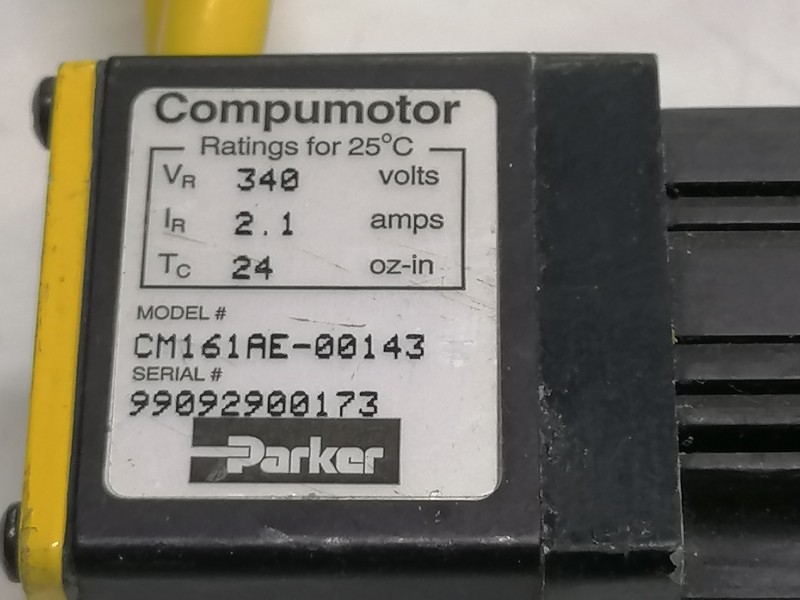 Compumotor
Ratings for 25°C
VR 340 volts
IR 2.1 amps
TC 24 oz-in
MODEL #
CM161AE-00143
SERIAL #
99092900173
Parker